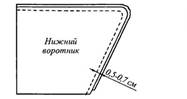 Нижний
воротник
0.5-0.7 см